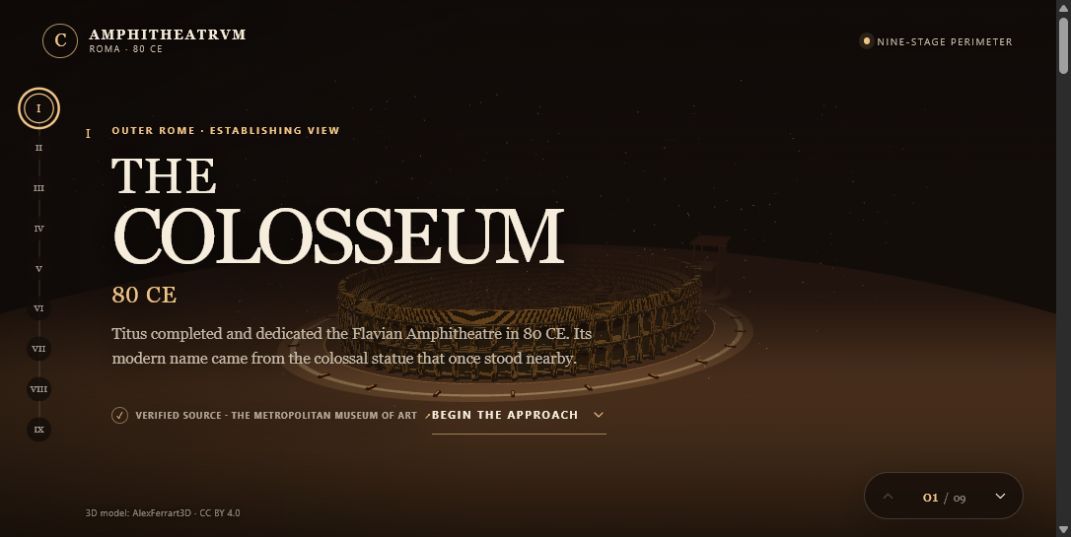 C
AMPHITHEATRVM
ROMA · 80 CE
NINE-STAGE PERIMETER
I
II
III
IV
V
VI
VII
VIII
IX
I OUTER ROME · ESTABLISHING VIEW
THE
COLOSSEUM
80 CE
Titus completed and dedicated the Flavian Amphitheatre in 80 CE. Its
modern name came from the colossal statue that once stood nearby.
VERIFIED SOURCE · THE METROPOLITAN MUSEUM OF ART ↗
BEGIN THE APPROACH
01 / 09
3D model: AlexFerrart3D · CC BY 4.0